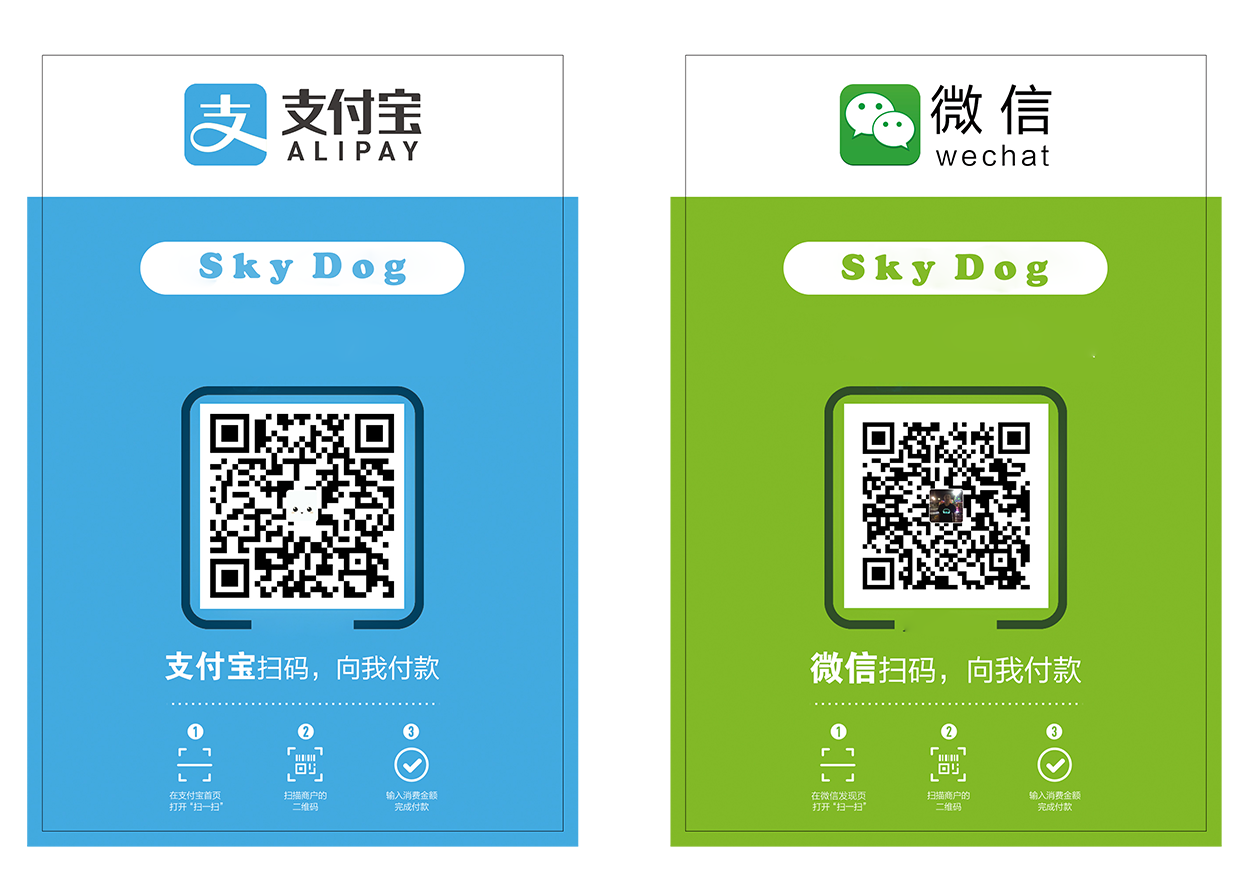 支付宝
ALIPAY
Sky Dog
支付宝扫码，向我付款
1
2
3
在支付宝首页
打开“扫一扫”
扫描商户的
二维码
输入消费金额
完成付款
微信
wechat
Sky Dog
微信扫码，向我付款
1
2
3
在微信发现页
打开“扫一扫”
扫描商户的
二维码
输入消费金额
完成付款